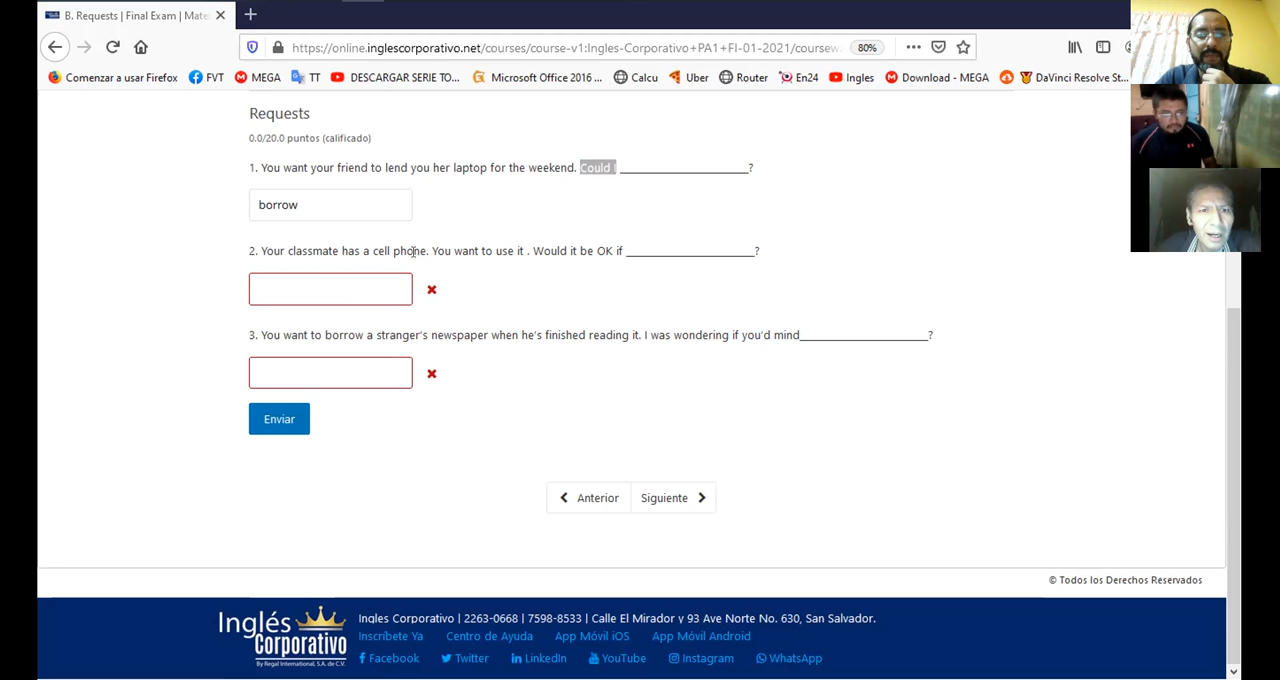 B. Requests | Final Exam | Mate
https://online.inglescorporativo.net/courses/course-v1:Ingles-Corporativo+PA1+FI-01-2021/coursew
80%
Comenzar a usar Firefox
FVT
MEGA
TT
DESCARGAR SERIE TO...
Microsoft Office 2016 ...
Calcu
Uber
Router
En24
Ingles
Download - MEGA
DaVinci Resolve St...
Requests
0.0/20.0 puntos (calificado)
1. You want your friend to lend you her laptop for the weekend. Could I ____________________?
borrow
2. Your classmate has a cell phone. You want to use it . Would it be OK if ____________________?
3. You want to borrow a stranger's newspaper when he's finished reading it. I was wondering if you'd mind____________________?
Enviar
Anterior
Siguiente
© Todos los Derechos Reservados
Inglés Corporativo
By Regal International, S.A. de C.V.
Ingles Corporativo | 2263-0668 | 7598-8533 | Calle El Mirador y 93 Ave Norte No. 630, San Salvador.
Inscríbete Ya
Centro de Ayuda
App Móvil iOS
App Móvil Android
Facebook
Twitter
LinkedIn
YouTube
Instagram
WhatsApp